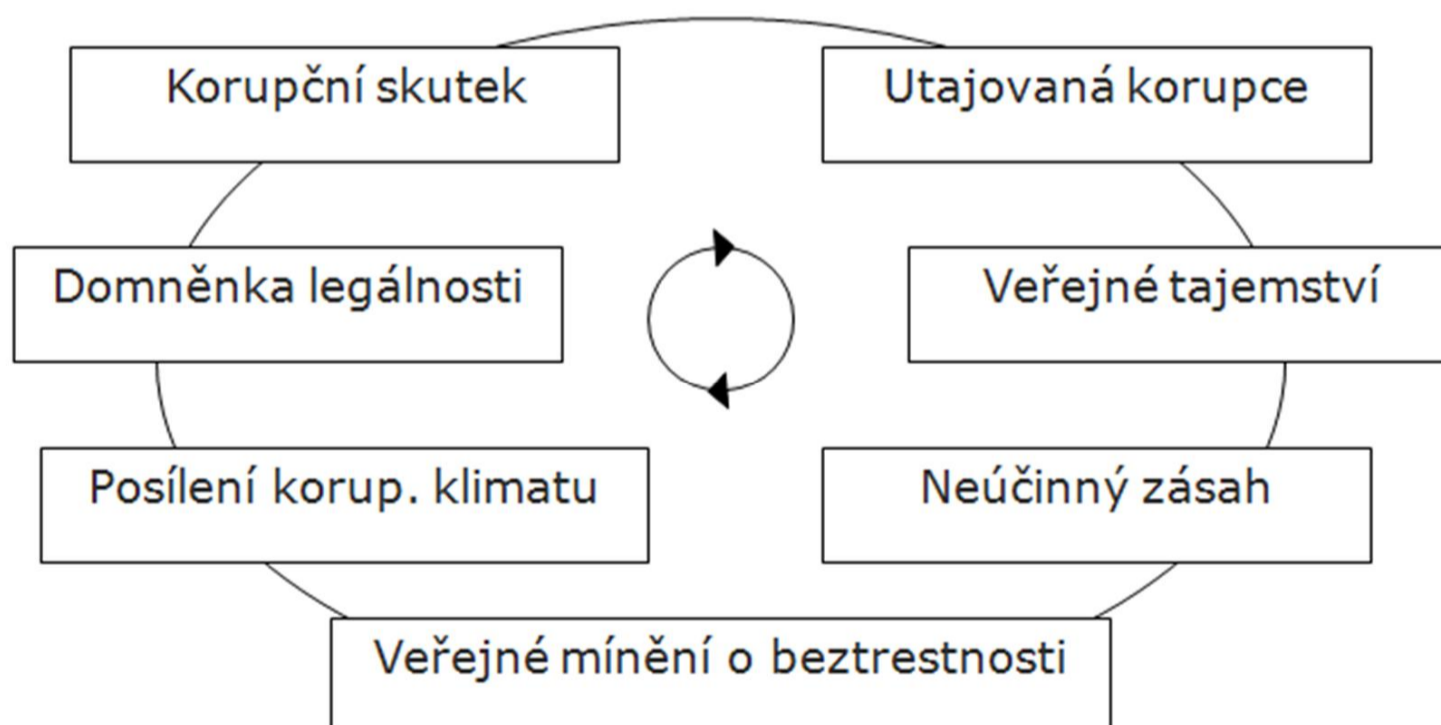 Korupční skutek
Utajovaná korupce
Domněnka legálnosti
Veřejné tajemství
Posílení korup. klimatu
Neúčinný zásah
Veřejné mínění o beztrestnosti